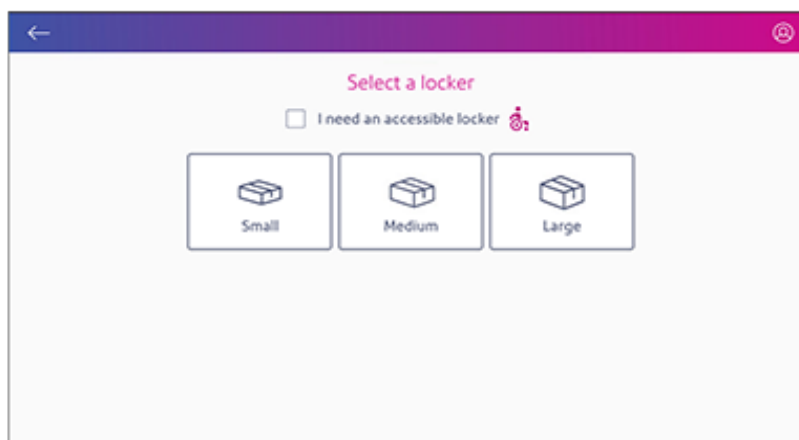 Select a locker
I need an accessible locker
Small Medium Large